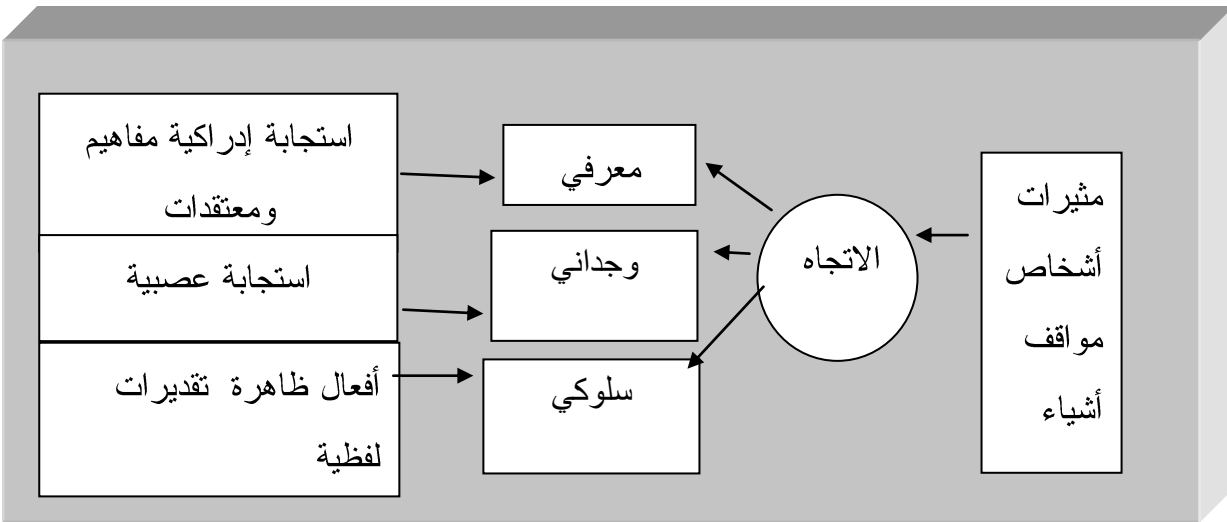 مثيرات
أشخاص
مواقف
أشياء
الاتجاه
معرفي
وجداني
سلوكي
استجابة إدراكية مفاهيم
ومعتقدات
استجابة عصبية
أفعال ظاهرة تقديرات
لفظية